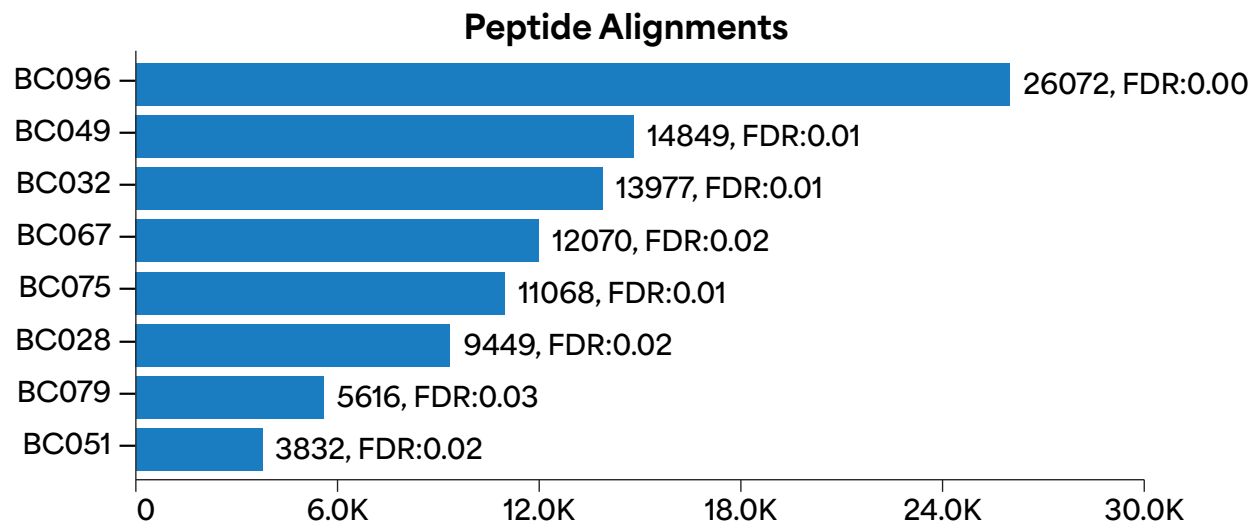 Peptide Alignments
BC096 26072, FDR:0.00
BC049 14849, FDR:0.01
BC032 13977, FDR:0.01
BC067 12070, FDR:0.02
BC075 11068, FDR:0.01
BC028 9449, FDR:0.02
BC079 5616, FDR:0.03
BC051 3832, FDR:0.02
0 6.0K 12.0K 18.0K 24.0K 30.0K